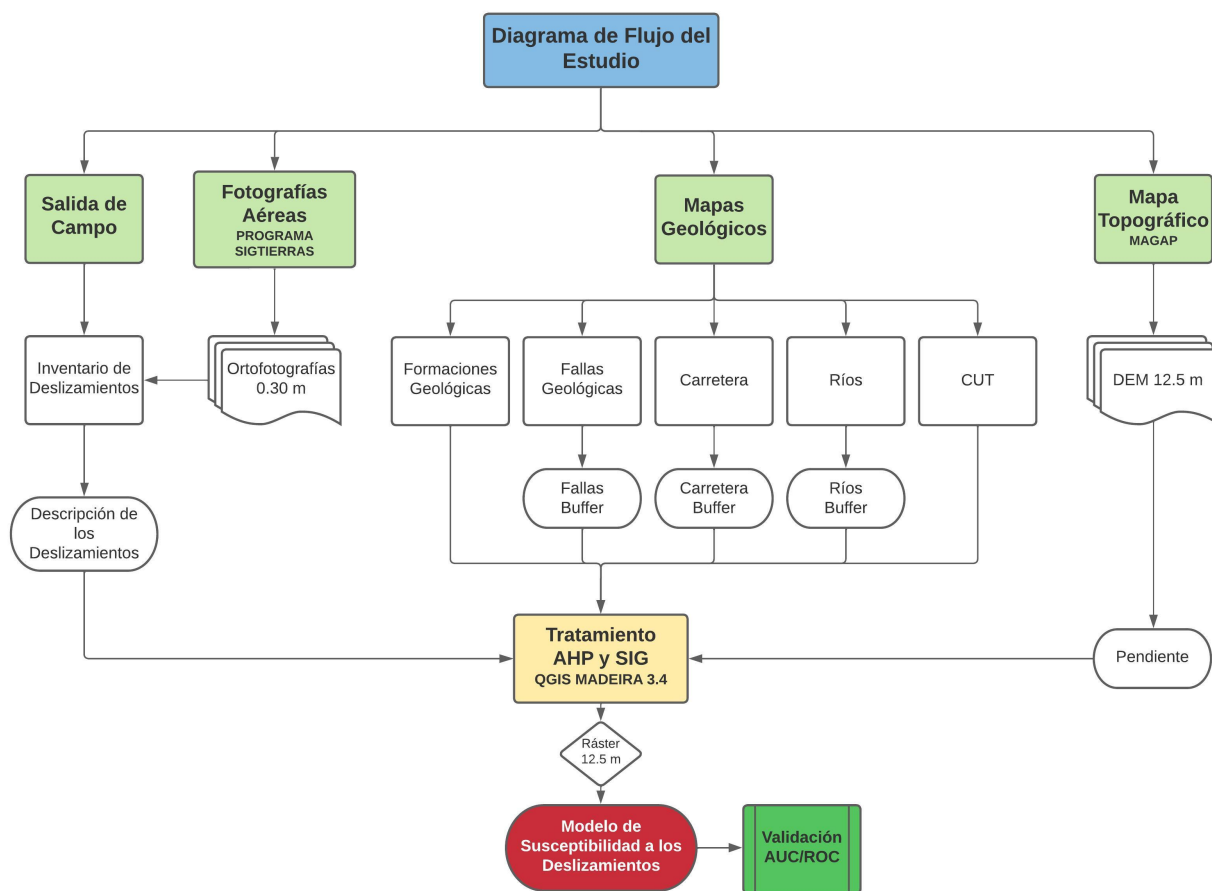 Diagrama de Flujo del
Estudio
Salida de
Campo
Fotografías
Aéreas
PROGRAMA
SIGTIERRAS
Mapas
Geológicos
Mapa
Topográfico
MAGAP
Inventario de
Deslizamientos
Ortofotografías
0.30 m
Formaciones
Geológicas
Fallas
Geológicas
Carretera
Ríos
CUT
DEM 12.5 m
Descripción de
los
Deslizamientos
Fallas
Buffer
Carretera
Buffer
Ríos
Buffer
Tratamiento
AHP y SIG
QGIS MADEIRA 3.4
Pendiente
Ráster
12.5 m
Modelo de
Susceptibilidad a los
Deslizamientos
Validación
AUC/ROC